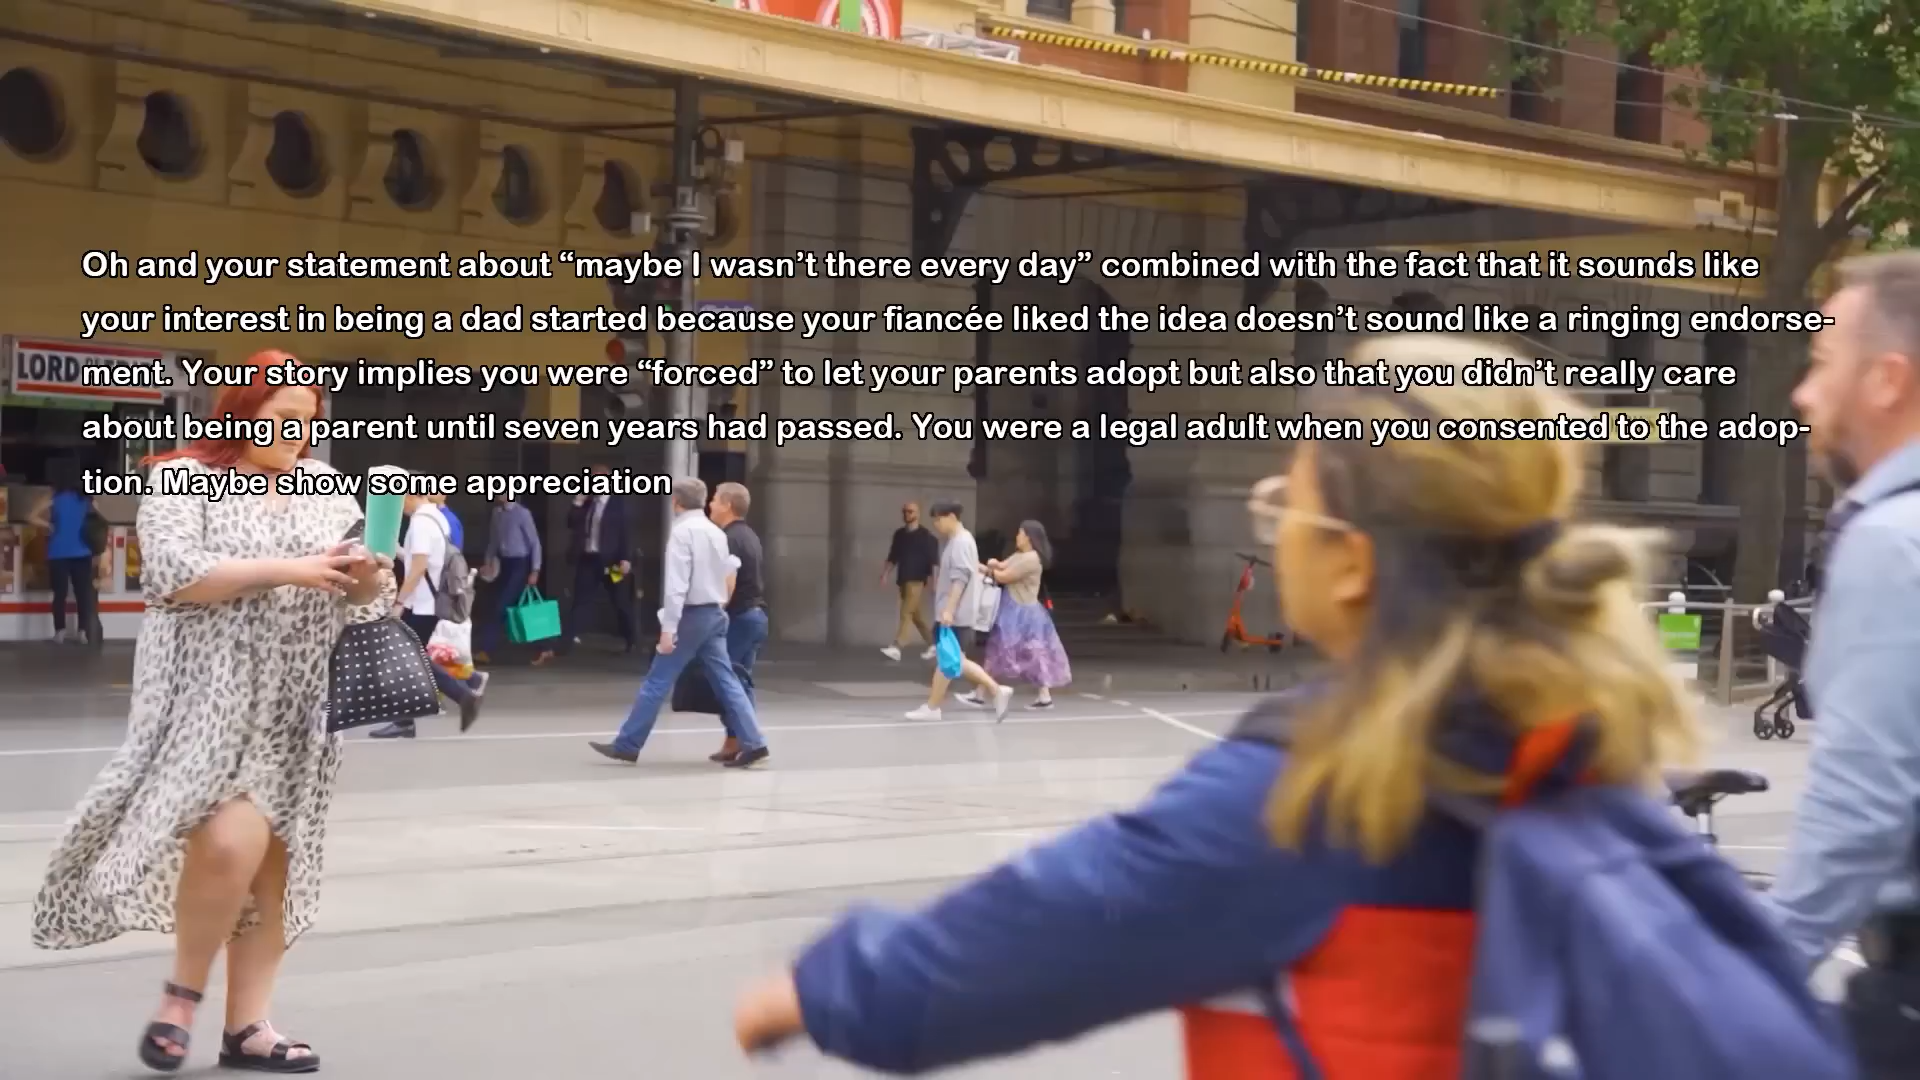 Oh and your statement about “maybe I wasn’t there every day” combined with the fact that it sounds like
your interest in being a dad started because your fiancée liked the idea doesn’t sound like a ringing endorse-
ment. Your story implies you were “forced” to let your parents adopt but also that you didn’t really care
about being a parent until seven years had passed. You were a legal adult when you consented to the adop-
tion. Maybe show some appreciation
LORD